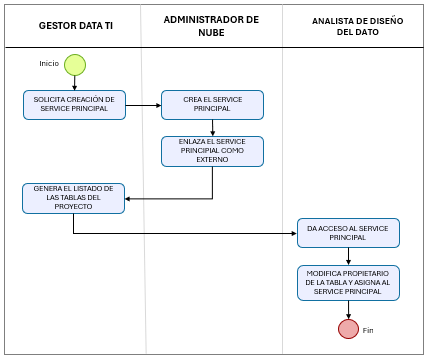 GESTOR DATA TI
ADMINISTRADOR DE
NUBE
ANALISTA DE DISEÑO
DEL DATO
Inicio
SOLICITA CREACIÓN DE
SERVICE PRINCIPAL
CREA EL SERVICE
PRINCIPAL
ENLAZA EL SERVICE
PRINCIPIAL COMO
EXTERNO
GENERA EL LISTADO DE
LAS TABLAS DEL
PROYECTO
DA ACCESO AL SERVICE
PRINCIPAL
MODIFICA PROPIETARIO
DE LA TABLA Y ASIGNA AL
SERVICE PRINCIPAL
Fin